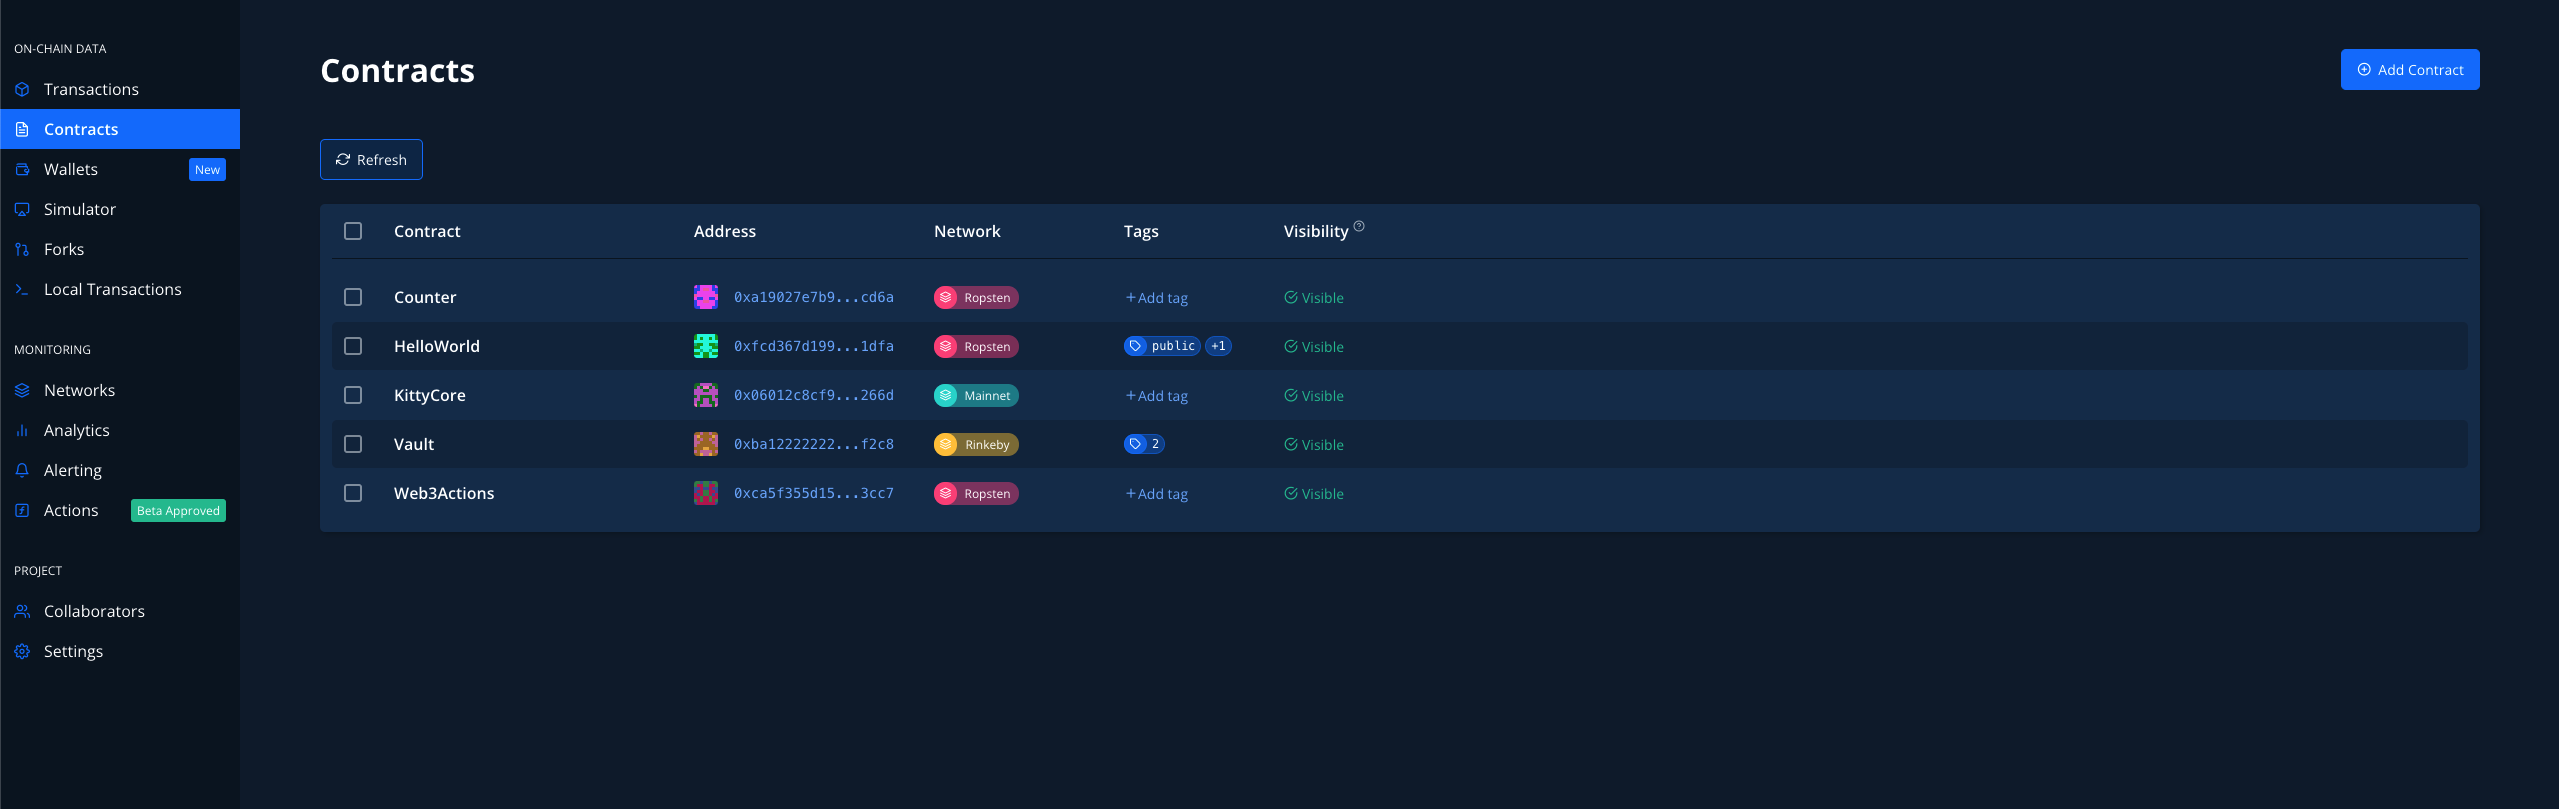 ON-CHAIN DATA
Transactions
Contracts
Wallets New
Simulator
Forks
Local Transactions
MONITORING
Networks
Analytics
Alerting
Actions Beta Approved
PROJECT
Collaborators
Settings
Contracts
Add Contract
Refresh
Contract Address Network Tags Visibility
Counter 0xa19027e7b9...cd6a Ropsten +Add tag Visible
HelloWorld 0xfcd367d199...1dfa Ropsten public +1 Visible
KittyCore 0x06012c8cf9...266d Mainnet +Add tag Visible
Vault 0xba12222222...f2c8 Rinkeby 2 Visible
Web3Actions 0xca5f355d15...3cc7 Ropsten +Add tag Visible